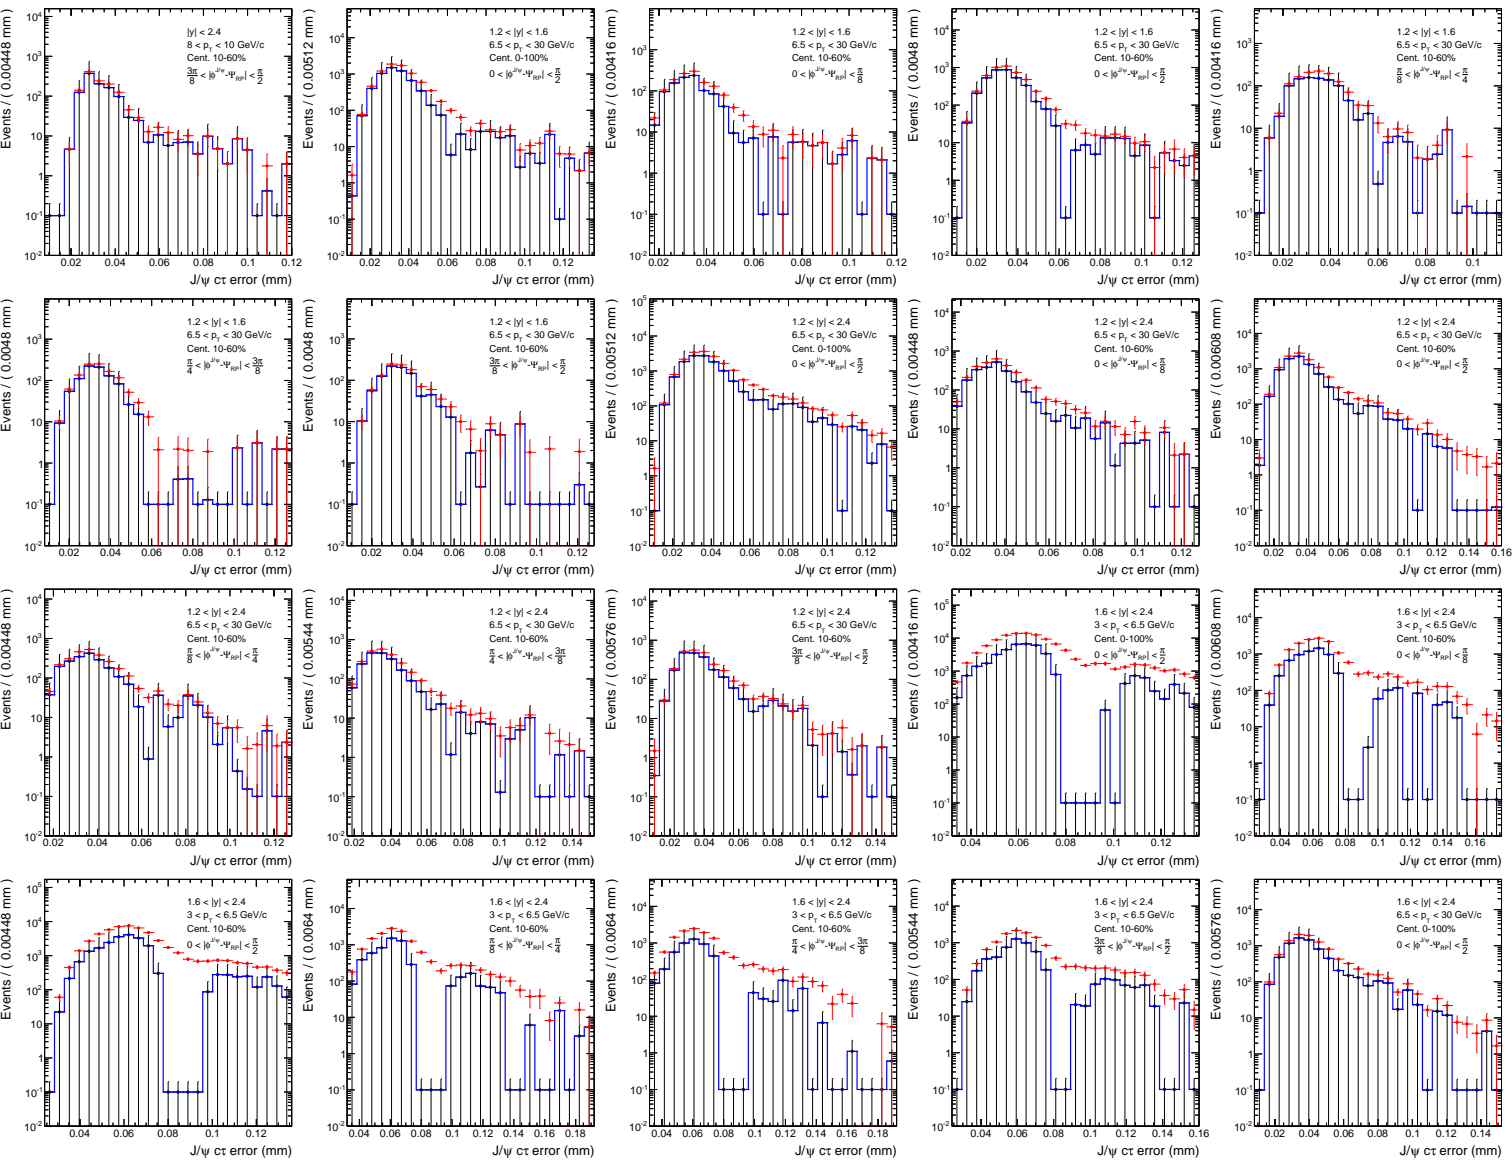 |y| < 2.4
8 < p_T < 10 GeV/c
Cent. 10-60%
3π/8 < |ϕ^J/ψ-Ψ_RP| < π/2
Events / ( 0.00448 mm )
J/ψ cτ error (mm)
1.2 < |y| < 1.6
6.5 < p_T < 30 GeV/c
Cent. 0-100%
0 < |ϕ^J/ψ-Ψ_RP| < π/2
Events / ( 0.00512 mm )
J/ψ cτ error (mm)
1.2 < |y| < 1.6
6.5 < p_T < 30 GeV/c
Cent. 10-60%
0 < |ϕ^J/ψ-Ψ_RP| < π/8
Events / ( 0.00416 mm )
J/ψ cτ error (mm)
1.2 < |y| < 1.6
6.5 < p_T < 30 GeV/c
Cent. 10-60%
0 < |ϕ^J/ψ-Ψ_RP| < π/2
Events / ( 0.00448 mm )
J/ψ cτ error (mm)
1.2 < |y| < 1.6
6.5 < p_T < 30 GeV/c
Cent. 10-60%
π/8 < |ϕ^J/ψ-Ψ_RP| < π/4
Events / ( 0.00416 mm )
J/ψ cτ error (mm)
1.2 < |y| < 1.6
6.5 < p_T < 30 GeV/c
Cent. 10-60%
π/4 < |ϕ^J/ψ-Ψ_RP| < 3π/8
Events / ( 0.0048 mm )
J/ψ cτ error (mm)
1.2 < |y| < 1.6
6.5 < p_T < 30 GeV/c
Cent. 10-60%
3π/8 < |ϕ^J/ψ-Ψ_RP| < π/2
Events / ( 0.0048 mm )
J/ψ cτ error (mm)
1.2 < |y| < 2.4
6.5 < p_T < 30 GeV/c
Cent. 0-100%
0 < |ϕ^J/ψ-Ψ_RP| < π/2
Events / ( 0.00512 mm )
J/ψ cτ error (mm)
1.2 < |y| < 2.4
6.5 < p_T < 30 GeV/c
Cent. 10-60%
0 < |ϕ^J/ψ-Ψ_RP| < π/8
Events / ( 0.00448 mm )
J/ψ cτ error (mm)
1.2 < |y| < 2.4
6.5 < p_T < 30 GeV/c
Cent. 10-60%
0 < |ϕ^J/ψ-Ψ_RP| < π/2
Events / ( 0.00608 mm )
J/ψ cτ error (mm)
1.2 < |y| < 2.4
6.5 < p_T < 30 GeV/c
Cent. 10-60%
π/8 < |ϕ^J/ψ-Ψ_RP| < π/4
Events / ( 0.00448 mm )
J/ψ cτ error (mm)
1.2 < |y| < 2.4
6.5 < p_T < 30 GeV/c
Cent. 10-60%
π/4 < |ϕ^J/ψ-Ψ_RP| < 3π/8
Events / ( 0.00544 mm )
J/ψ cτ error (mm)
1.2 < |y| < 2.4
6.5 < p_T < 30 GeV/c
Cent. 10-60%
3π/8 < |ϕ^J/ψ-Ψ_RP| < π/2
Events / ( 0.00576 mm )
J/ψ cτ error (mm)
1.6 < |y| < 2.4
3 < p_T < 6.5 GeV/c
Cent. 0-100%
0 < |ϕ^J/ψ-Ψ_RP| < π/2
Events / ( 0.00416 mm )
J/ψ cτ error (mm)
1.6 < |y| < 2.4
3 < p_T < 6.5 GeV/c
Cent. 10-60%
0 < |ϕ^J/ψ-Ψ_RP| < π/8
Events / ( 0.00608 mm )
J/ψ cτ error (mm)
1.6 < |y| < 2.4
3 < p_T < 6.5 GeV/c
Cent. 10-60%
0 < |ϕ^J/ψ-Ψ_RP| < π/2
Events / ( 0.00448 mm )
J/ψ cτ error (mm)
1.6 < |y| < 2.4
3 < p_T < 6.5 GeV/c
Cent. 10-60%
π/8 < |ϕ^J/ψ-Ψ_RP| < π/4
Events / ( 0.0064 mm )
J/ψ cτ error (mm)
1.6 < |y| < 2.4
3 < p_T < 6.5 GeV/c
Cent. 10-60%
π/4 < |ϕ^J/ψ-Ψ_RP| < 3π/8
Events / ( 0.0064 mm )
J/ψ cτ error (mm)
1.6 < |y| < 2.4
3 < p_T < 6.5 GeV/c
Cent. 10-60%
3π/8 < |ϕ^J/ψ-Ψ_RP| < π/2
Events / ( 0.00544 mm )
J/ψ cτ error (mm)
1.6 < |y| < 2.4
6.5 < p_T < 30 GeV/c
Cent. 0-100%
0 < |ϕ^J/ψ-Ψ_RP| < π/2
Events / ( 0.00576 mm )
J/ψ cτ error (mm)